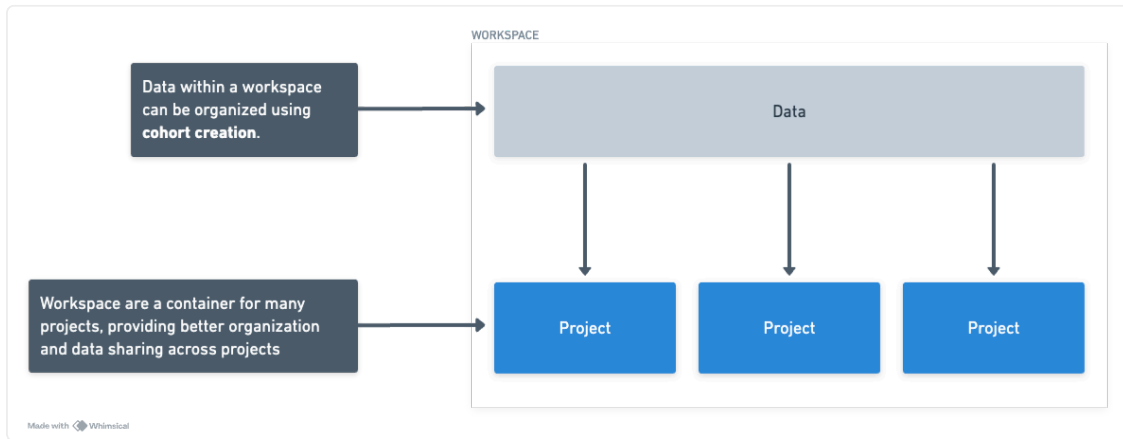 WORKSPACE
Data within a workspace
can be organized using
cohort creation.
Data
Workspace are a container for many
projects, providing better organization
and data sharing across projects
Project
Project
Project
Made with Whimsical